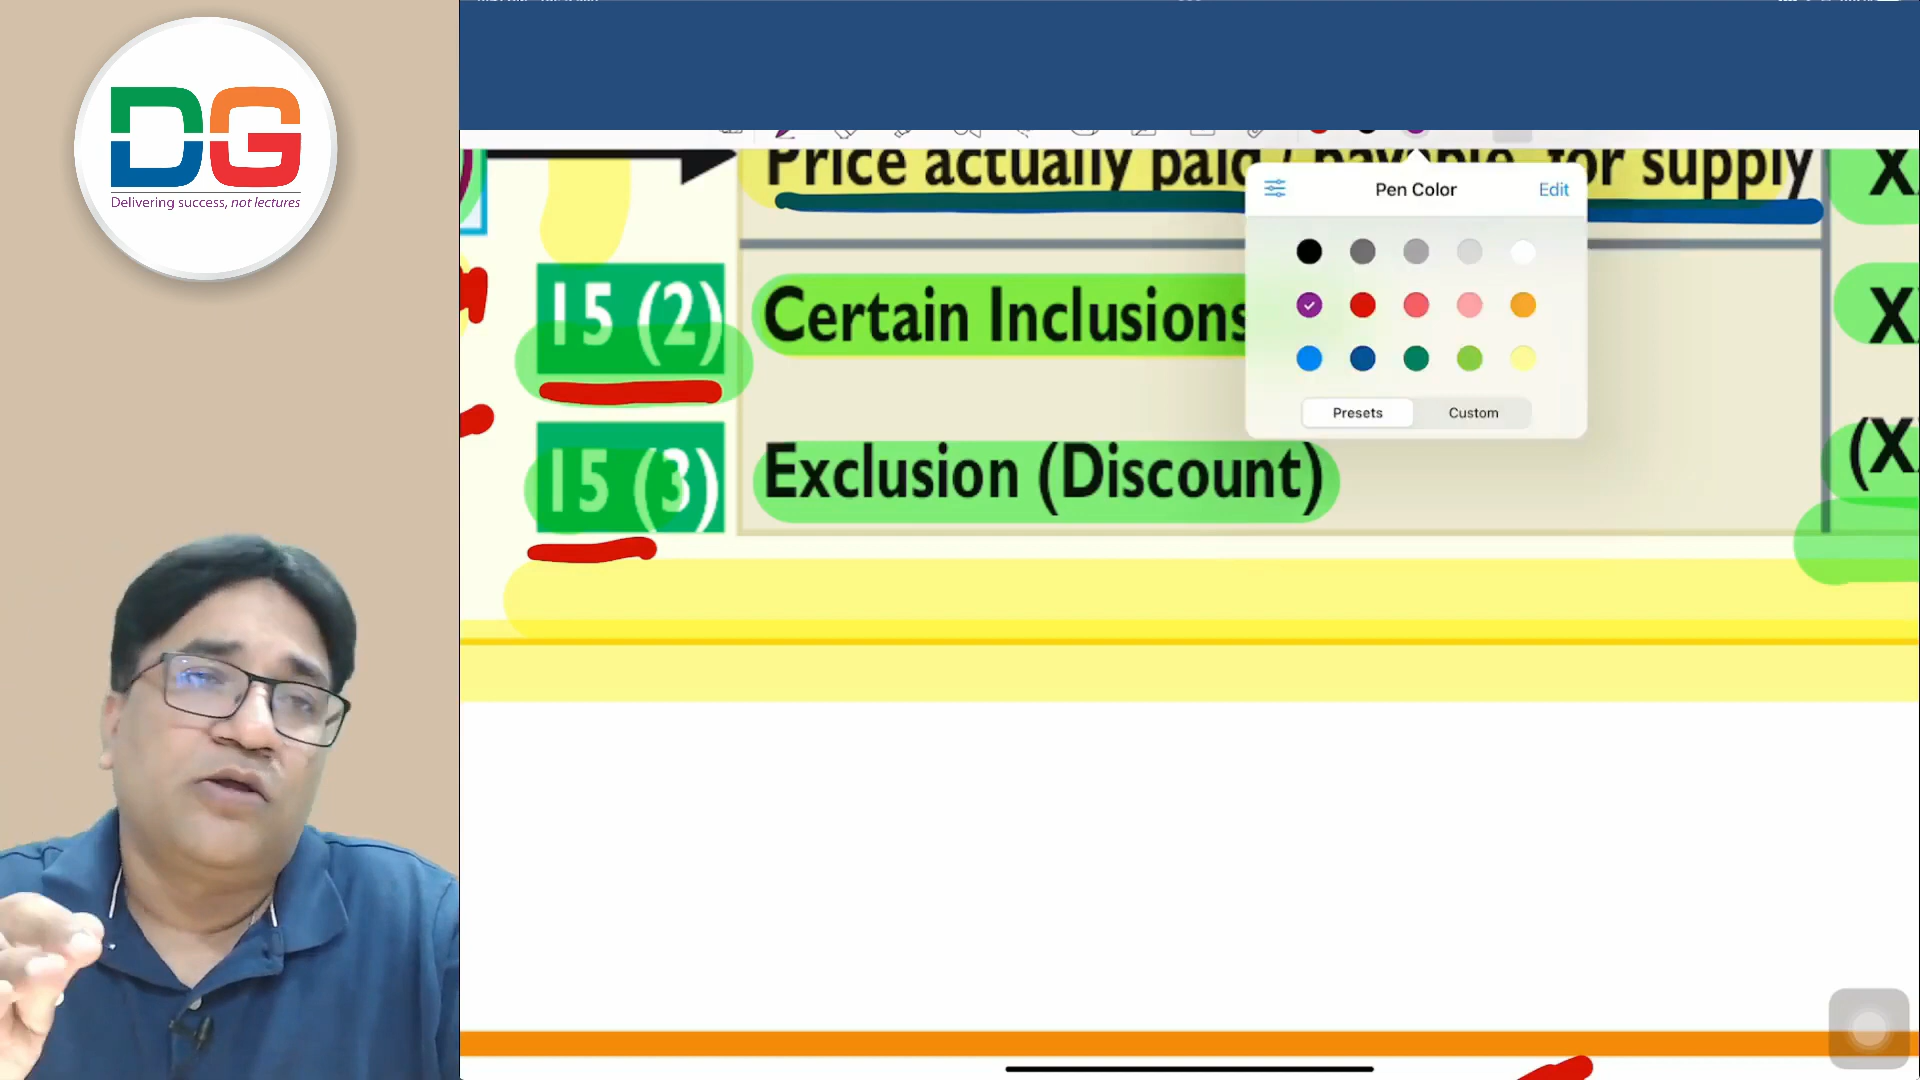 DG
Delivering success, not lectures
Price actually paid / payable, for supply
X
Pen Color
Edit
15 (2)
Certain Inclusions
X
Presets
Custom
15 (3)
Exclusion (Discount)
(X